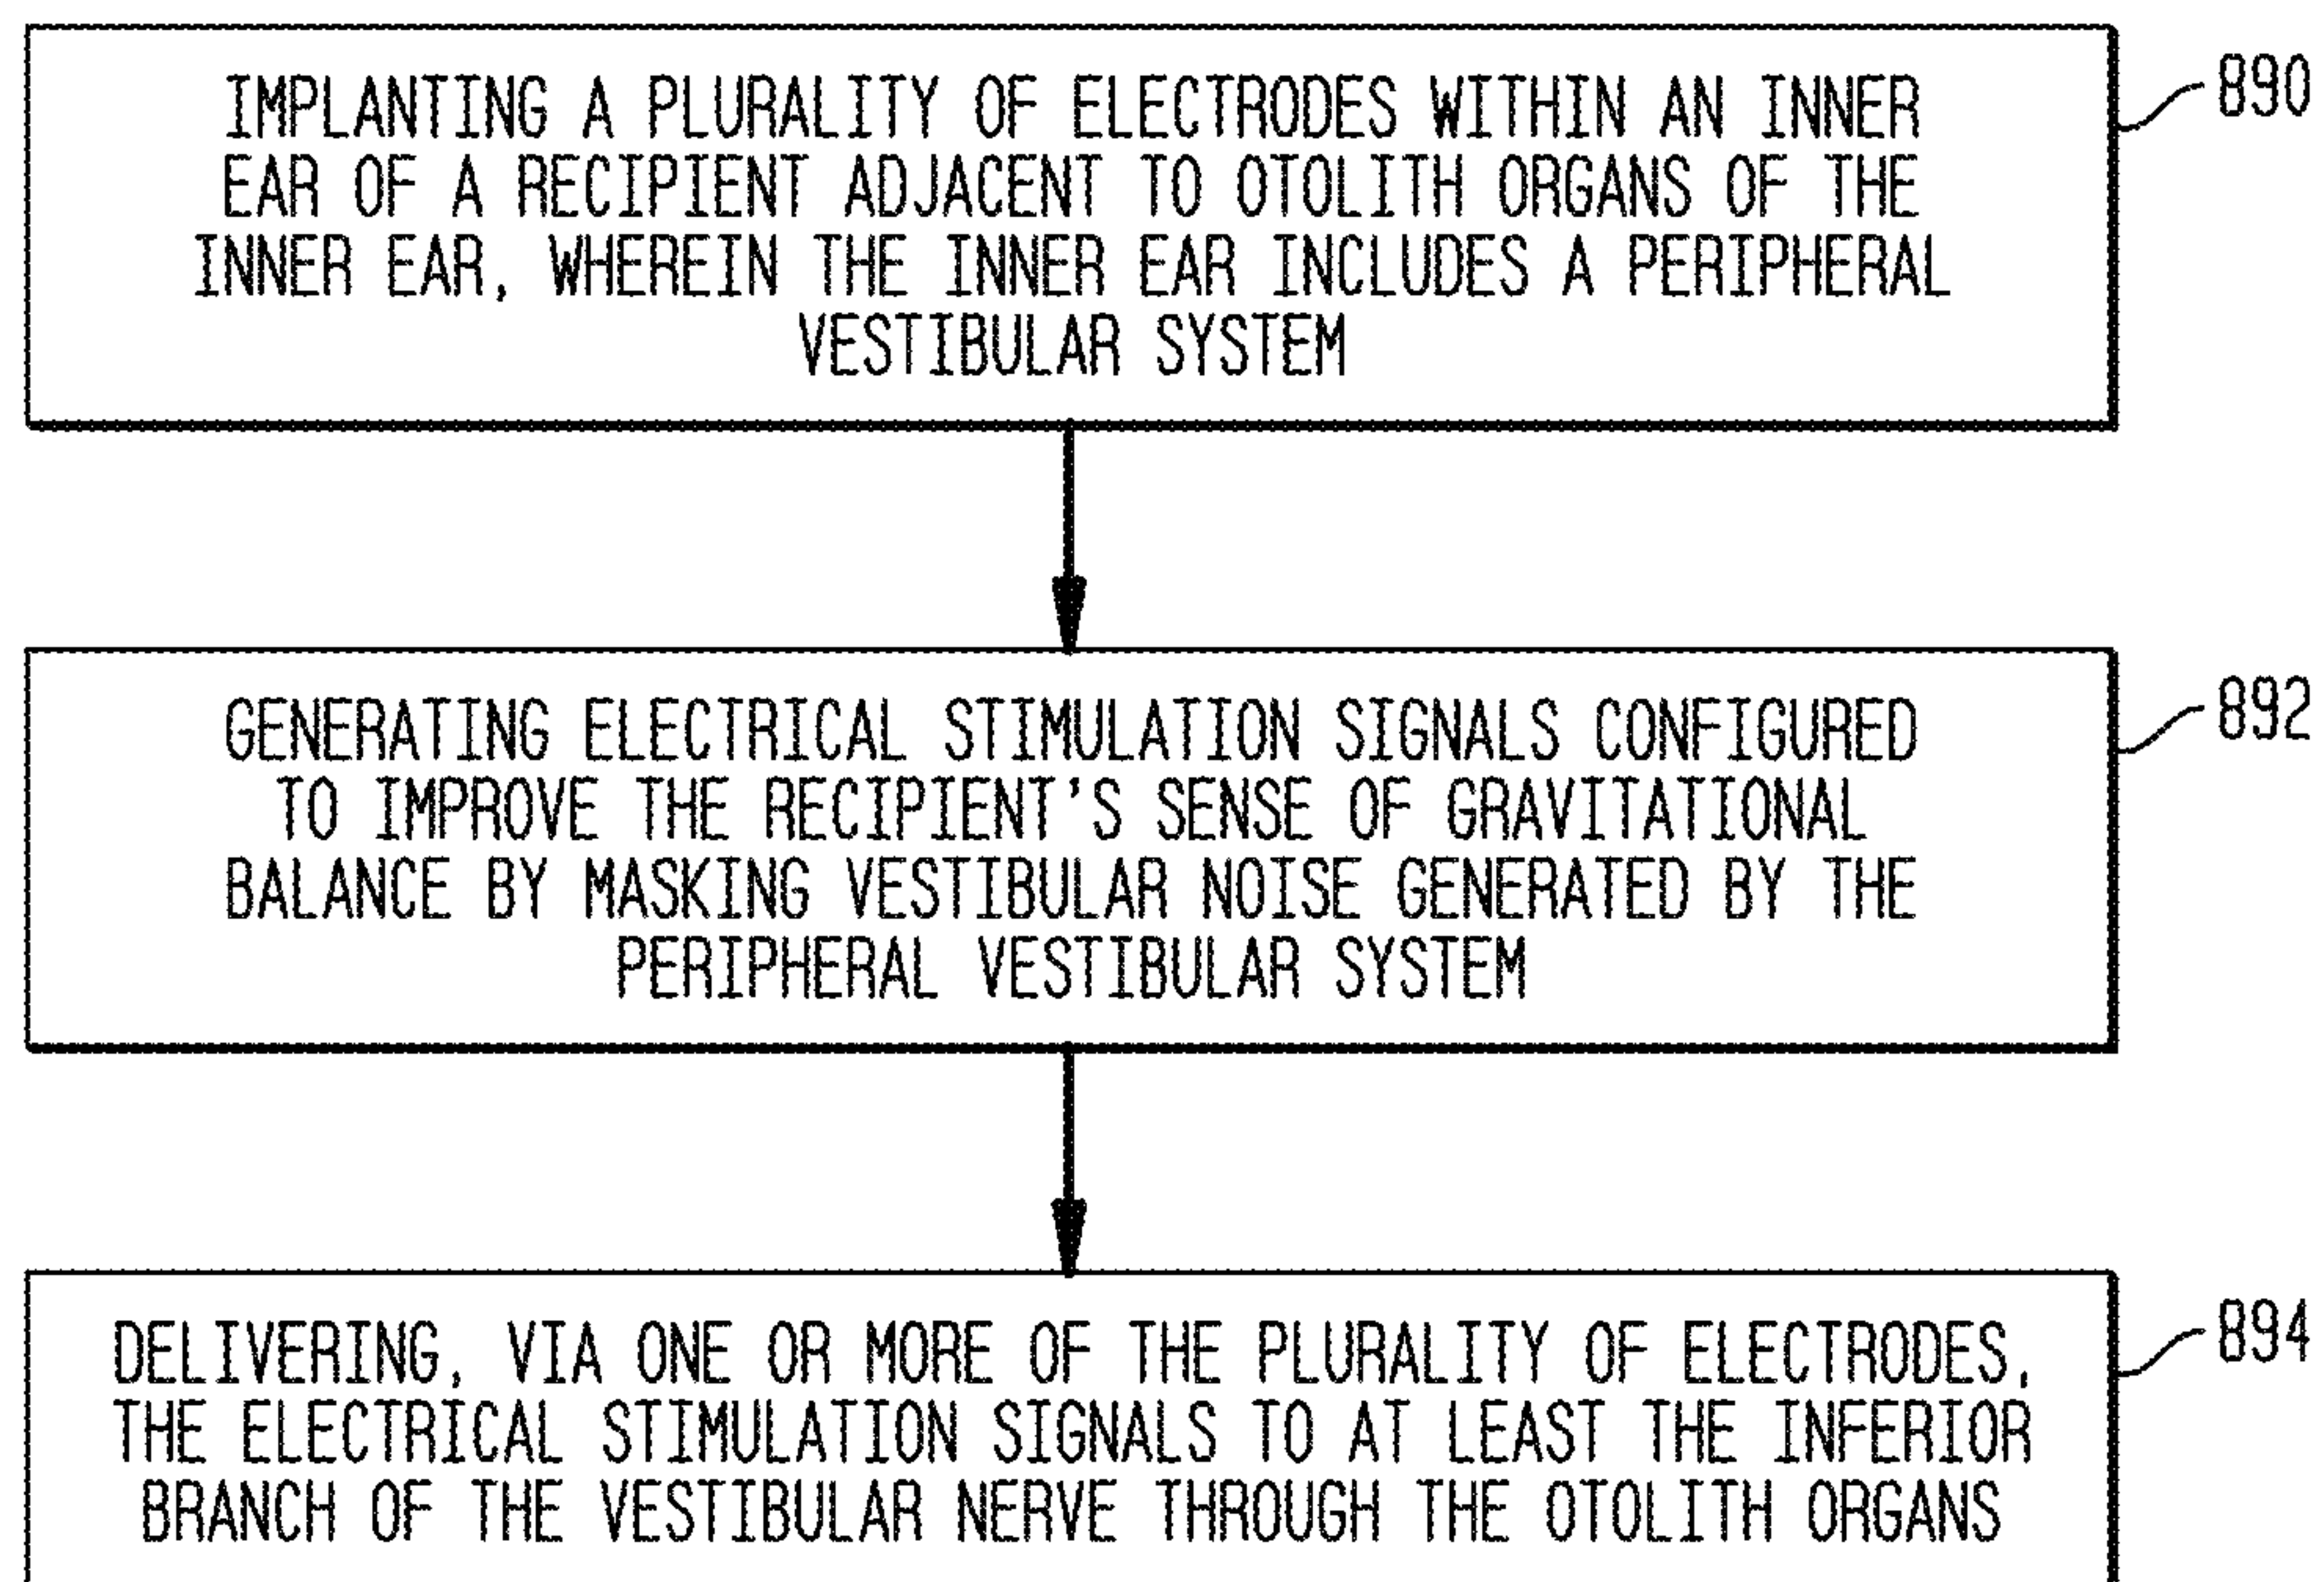 IMPLANTING A PLURALITY OF ELECTRODES WITHIN AN INNER
EAR OF A RECIPIENT ADJACENT TO OTOLITH ORGANS OF THE
INNER EAR, WHEREIN THE INNER EAR INCLUDES A PERIPHERAL
VESTIBULAR SYSTEM
890
GENERATING ELECTRICAL STIMULATION SIGNALS CONFIGURED
TO IMPROVE THE RECIPIENT'S SENSE OF GRAVITATIONAL
BALANCE BY MASKING VESTIBULAR NOISE GENERATED BY THE
PERIPHERAL VESTIBULAR SYSTEM
892
DELIVERING, VIA ONE OR MORE OF THE PLURALITY OF ELECTRODES,
THE ELECTRICAL STIMULATION SIGNALS TO AT LEAST THE INFERIOR
BRANCH OF THE VESTIBULAR NERVE THROUGH THE OTOLITH ORGANS
894